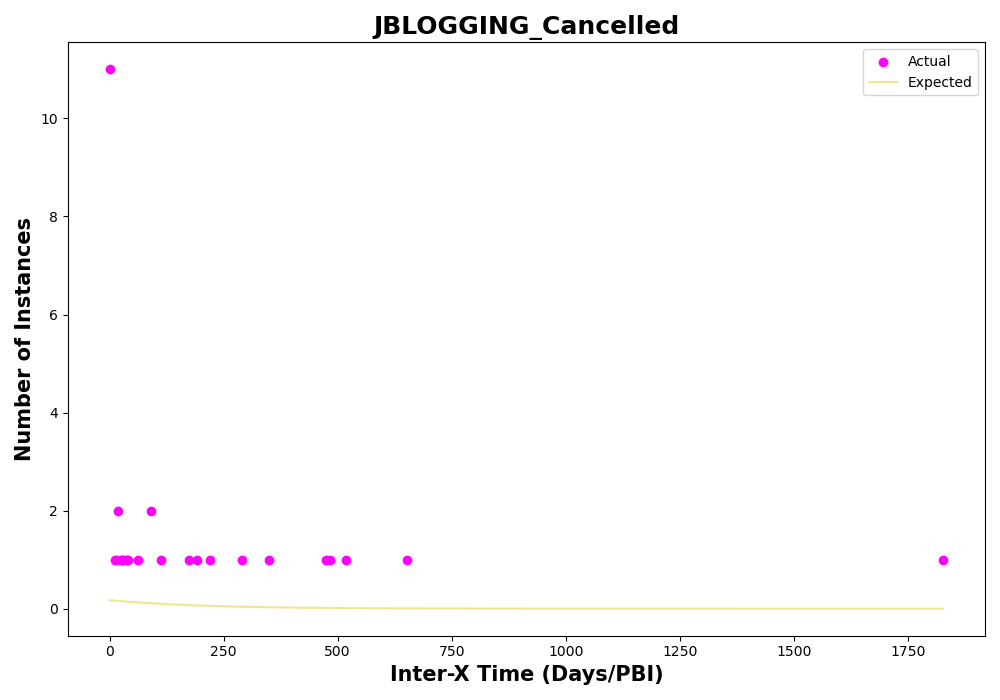 JBLOGGING_Cancelled
Actual
Expected
Number of Instances
10
8
6
4
2
0
0
250
500
750
1000
1250
1500
1750
Inter-X Time (Days/PBI)